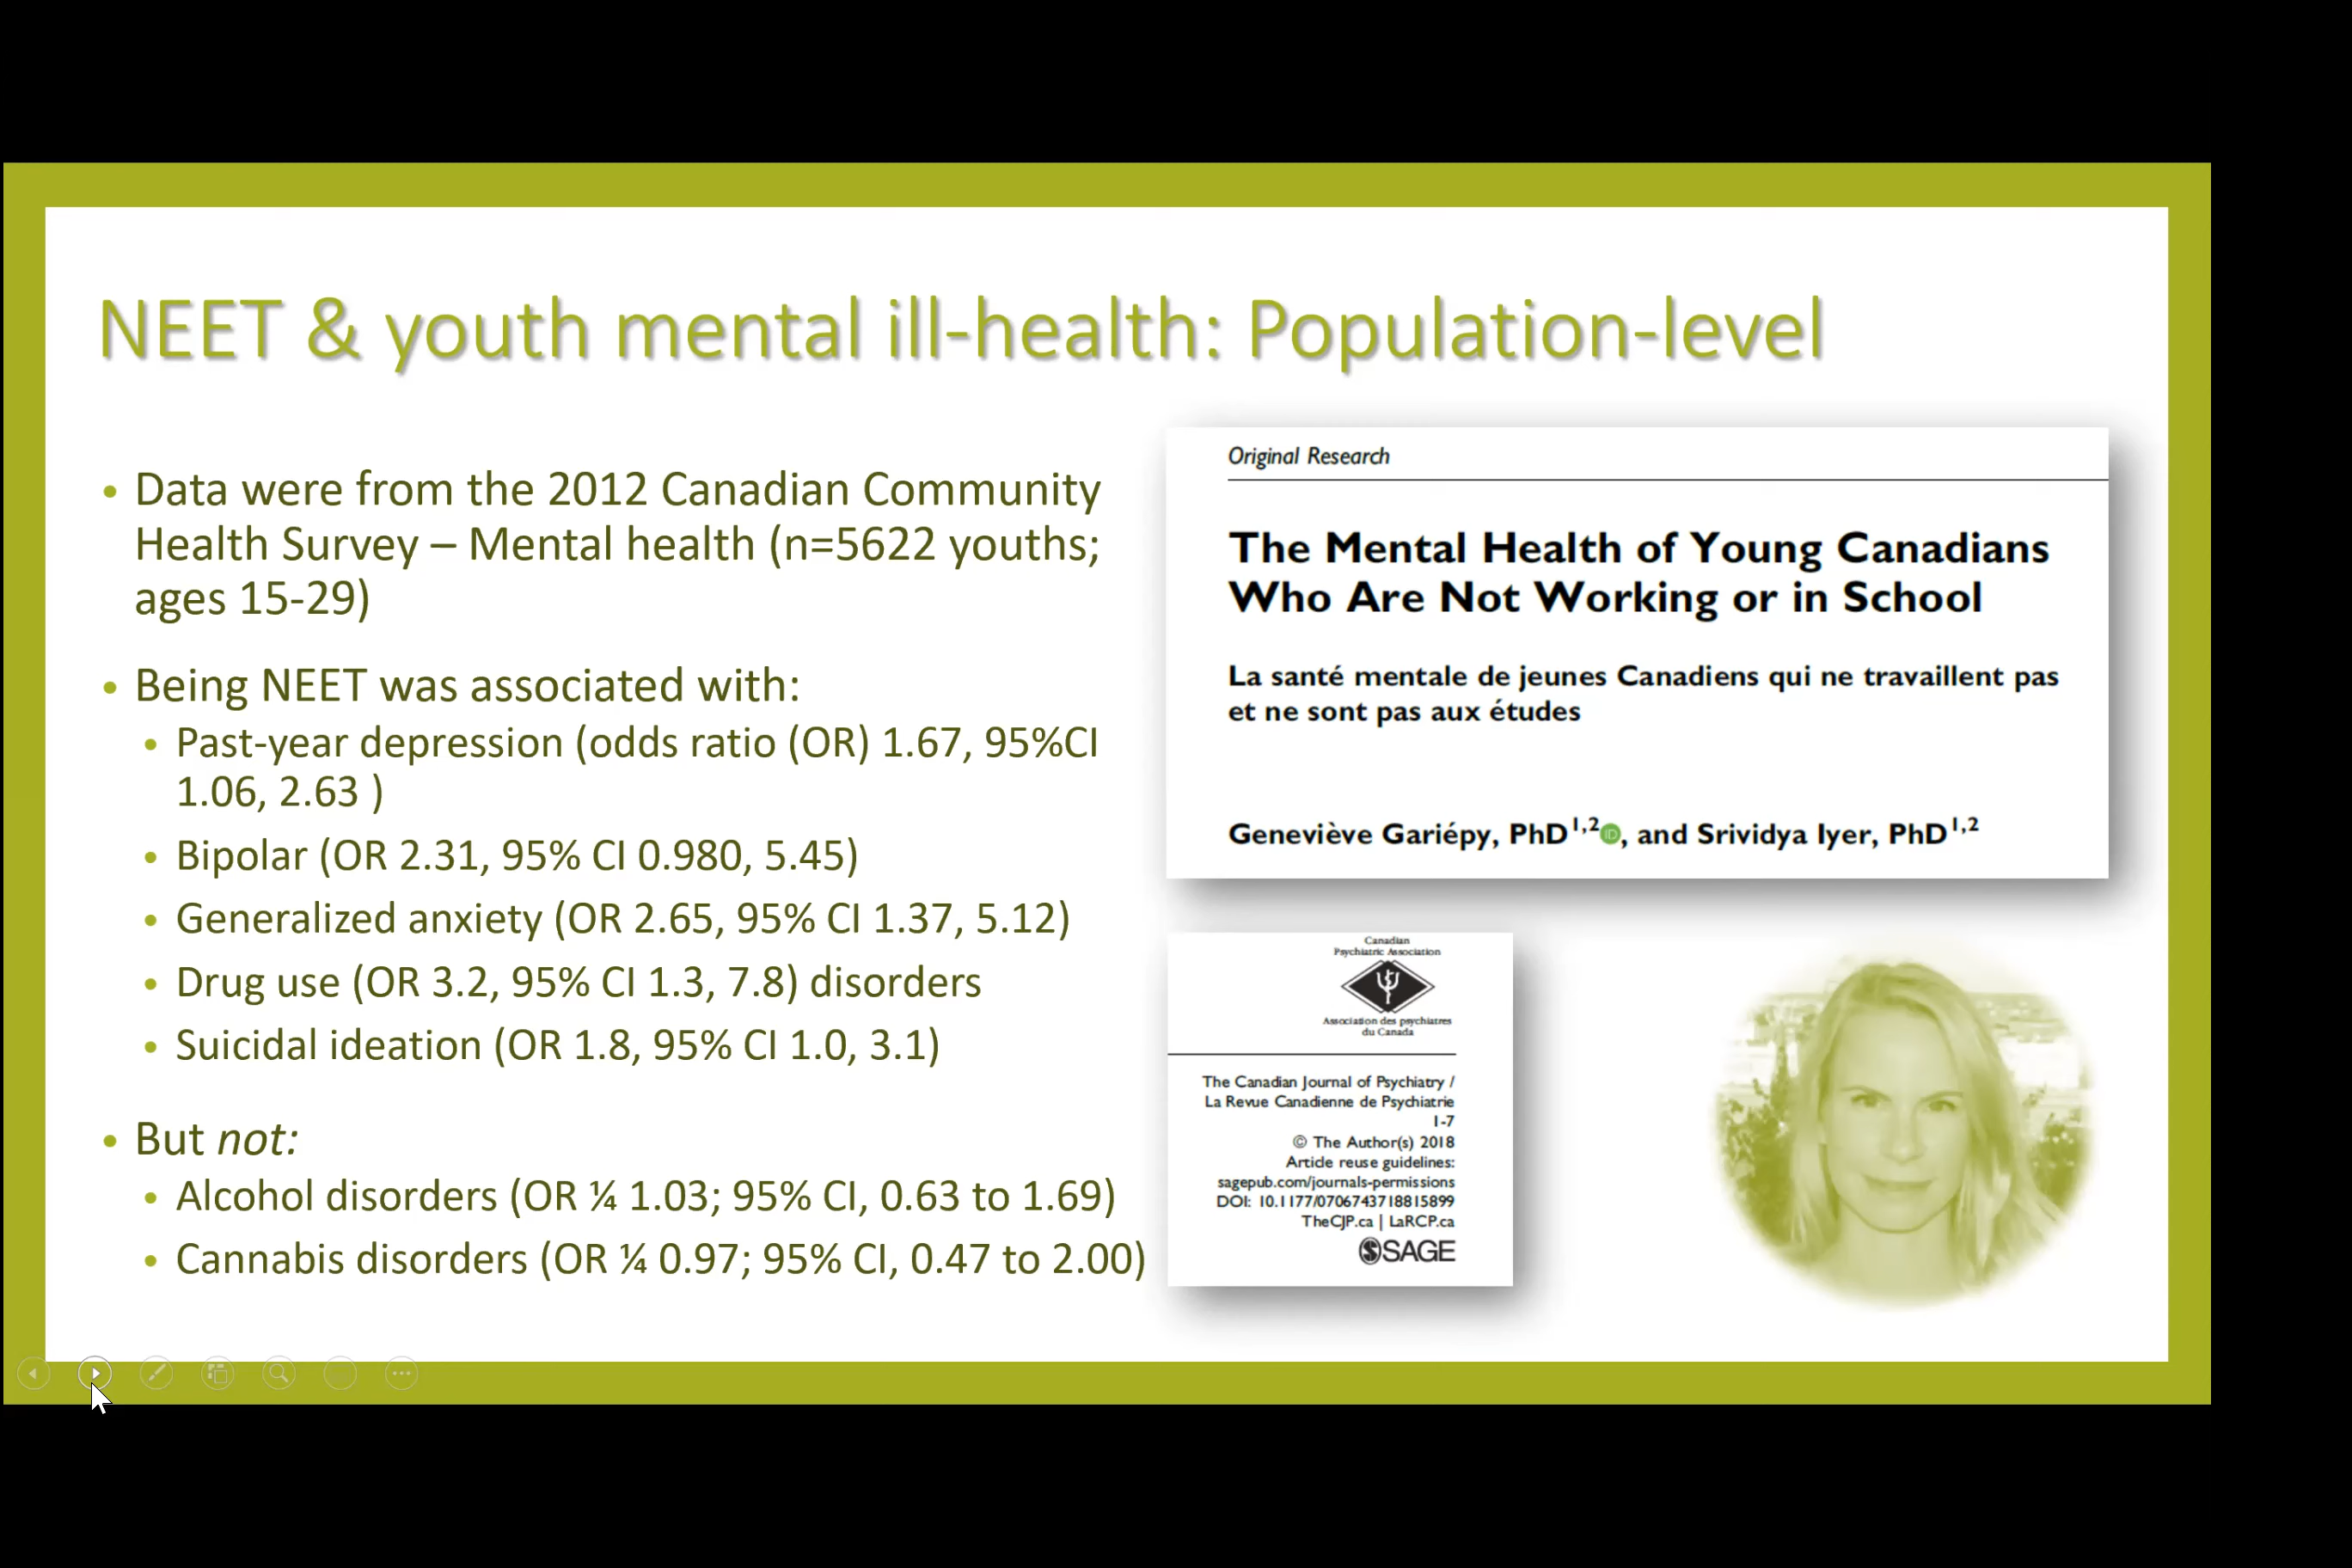 NEET & youth mental ill-health: Population-level
• Data were from the 2012 Canadian Community
Health Survey – Mental health (n=5622 youths;
ages 15-29)
• Being NEET was associated with:
• Past-year depression (odds ratio (OR) 1.67, 95%CI
1.06, 2.63 )
• Bipolar (OR 2.31, 95% CI 0.980, 5.45)
• Generalized anxiety (OR 2.65, 95% CI 1.37, 5.12)
• Drug use (OR 3.2, 95% CI 1.3, 7.8) disorders
• Suicidal ideation (OR 1.8, 95% CI 1.0, 3.1)
• But not:
• Alcohol disorders (OR ¼ 1.03; 95% CI, 0.63 to 1.69)
• Cannabis disorders (OR ¼ 0.97; 95% CI, 0.47 to 2.00)
Original Research
The Mental Health of Young Canadians
Who Are Not Working or in School
La santé mentale de jeunes Canadiens qui ne travaillent pas
et ne sont pas aux études
Geneviève Gariépy, PhD1,2 iD, and Srividya Iyer, PhD1,2
Canadian
Psychiatric Association
Association des psychiatres
du Canada
The Canadian Journal of Psychiatry /
La Revue Canadienne de Psychiatrie
1-7
© The Author(s) 2018
Article reuse guidelines:
sagepub.com/journals-permissions
DOI: 10.1177/0706743718815899
TheCJP.ca | LaRCP.ca
SAGE